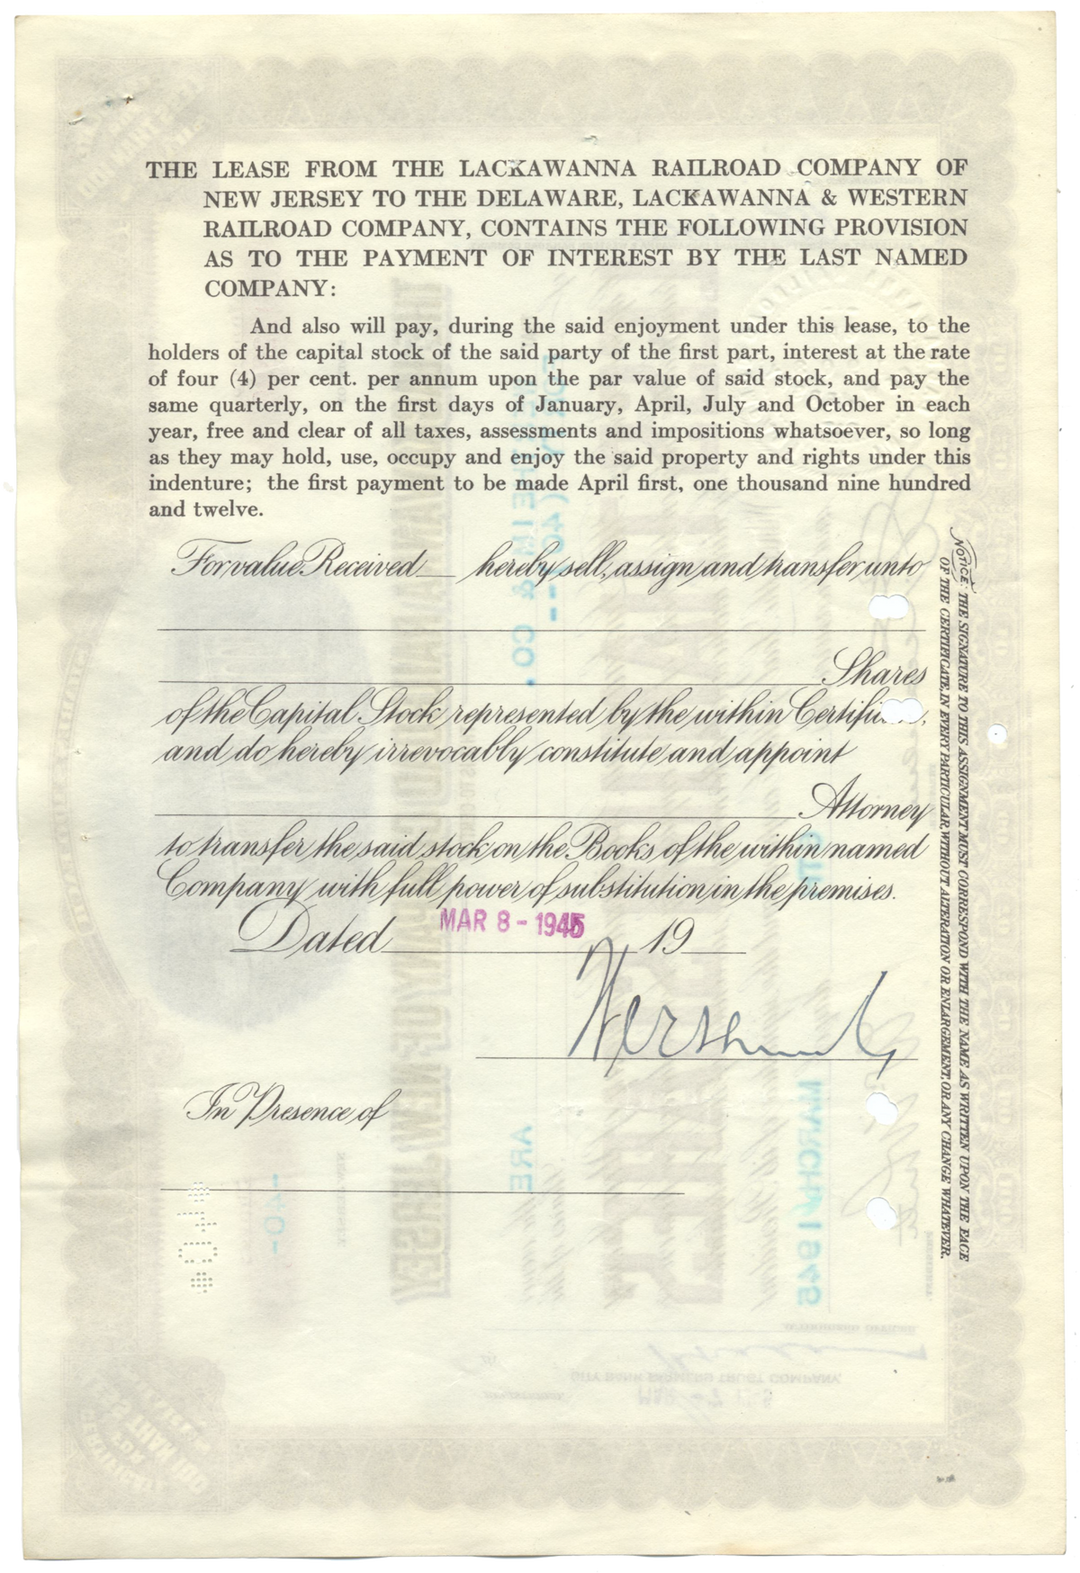 THE LEASE FROM THE LACKAWANNA RAILROAD COMPANY OF
NEW JERSEY TO THE DELAWARE, LACKAWANNA & WESTERN
RAILROAD COMPANY, CONTAINS THE FOLLOWING PROVISION
AS TO THE PAYMENT OF INTEREST BY THE LAST NAMED
COMPANY:
And also will pay, during the said enjoyment under this lease, to the
holders of the capital stock of the said party of the first part, interest at the rate
of four (4) per cent. per annum upon the par value of said stock, and pay the
same quarterly, on the first days of January, April, July and October in each
year, free and clear of all taxes, assessments and impositions whatsoever, so long
as they may hold, use, occupy and enjoy the said property and rights under this
indenture; the first payment to be made April first, one thousand nine hundred
and twelve.
For value Received hereby sell, assign and transfer unto
Shares
of the Capital Stock represented by the within
and do hereby irrevocably constitute and appoint
Attorney
to transfer the said stock on the Books of the within named
Company with full power of substitution in the premises.
Dated MAR 8 - 1945 19
In Presence of
NOTICE: THE SIGNATURE TO THIS ASSIGNMENT MUST CORRESPOND WITH THE NAME AS WRITTEN UPON THE FACE
OF THE CERTIFICATE, IN EVERY PARTICULAR, WITHOUT ALTERATION OR ENLARGEMENT, OR ANY CHANGE WHATEVER.
MARCH 1945
CITY BANK FARMERS TRUST COMPANY,